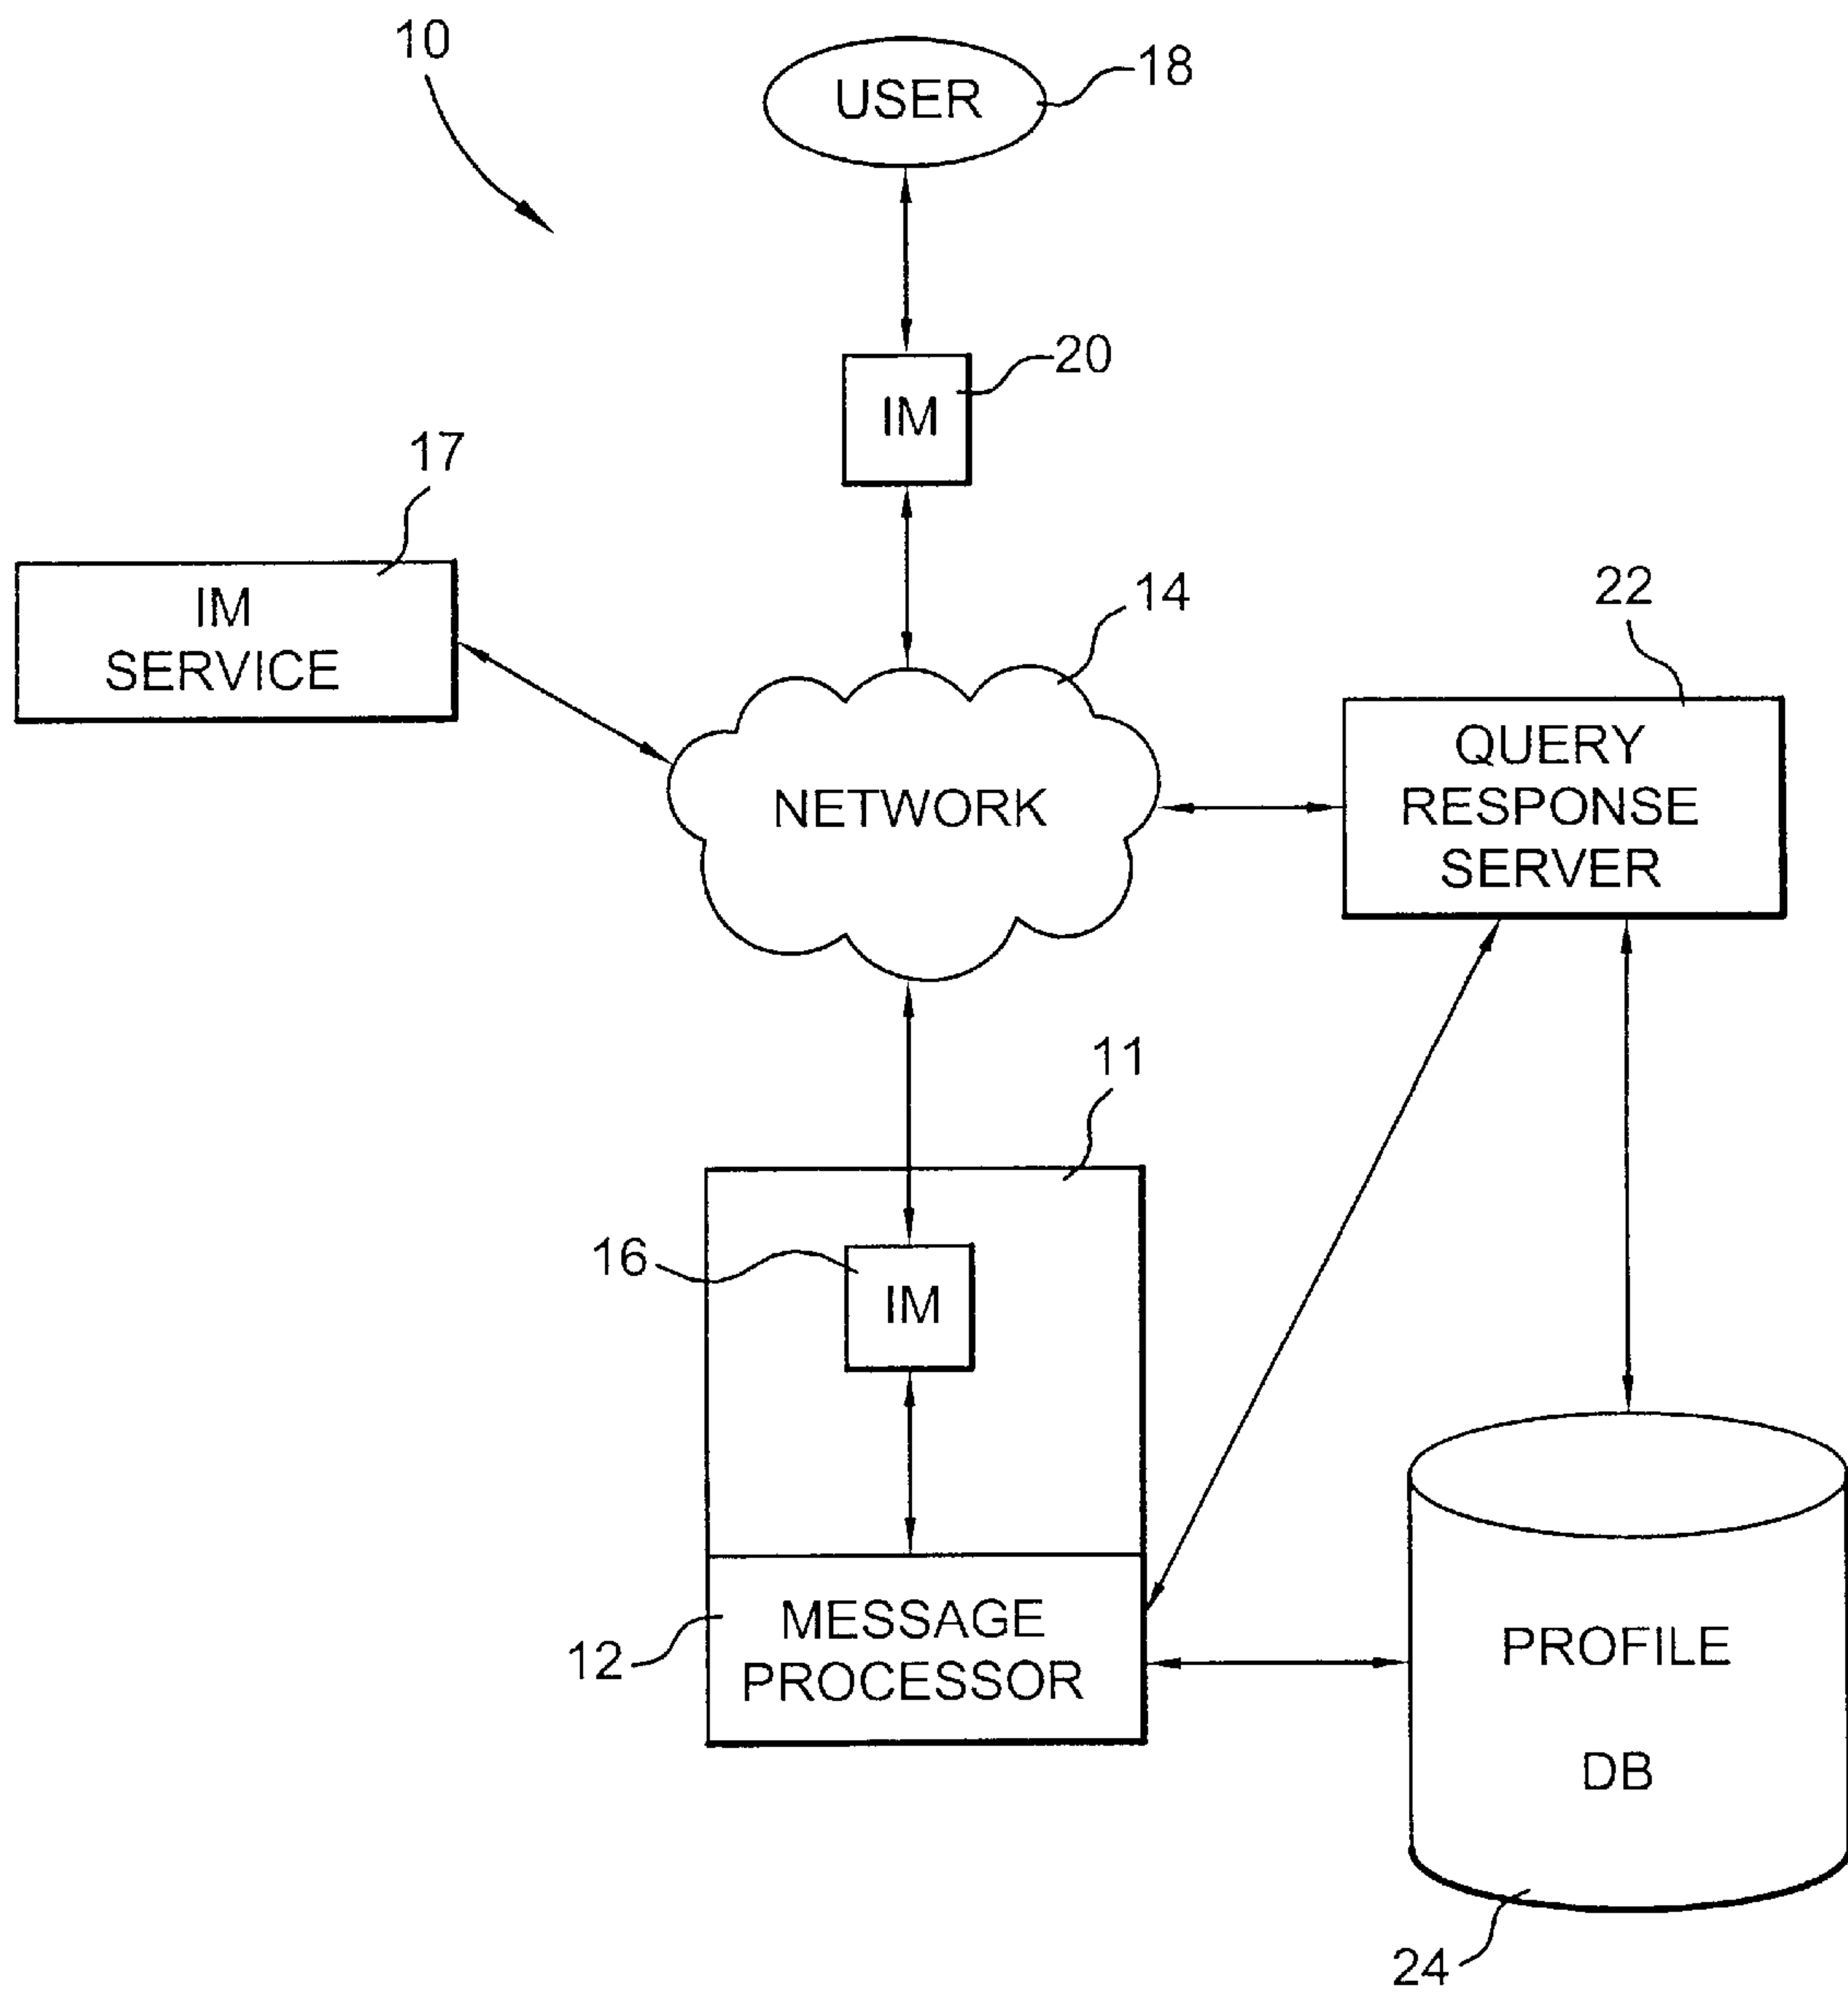 10
USER
18
20
IM
17
IM
SERVICE
14
22
NETWORK
QUERY
RESPONSE
SERVER
11
16
IM
12
MESSAGE
PROCESSOR
PROFILE
DB
24